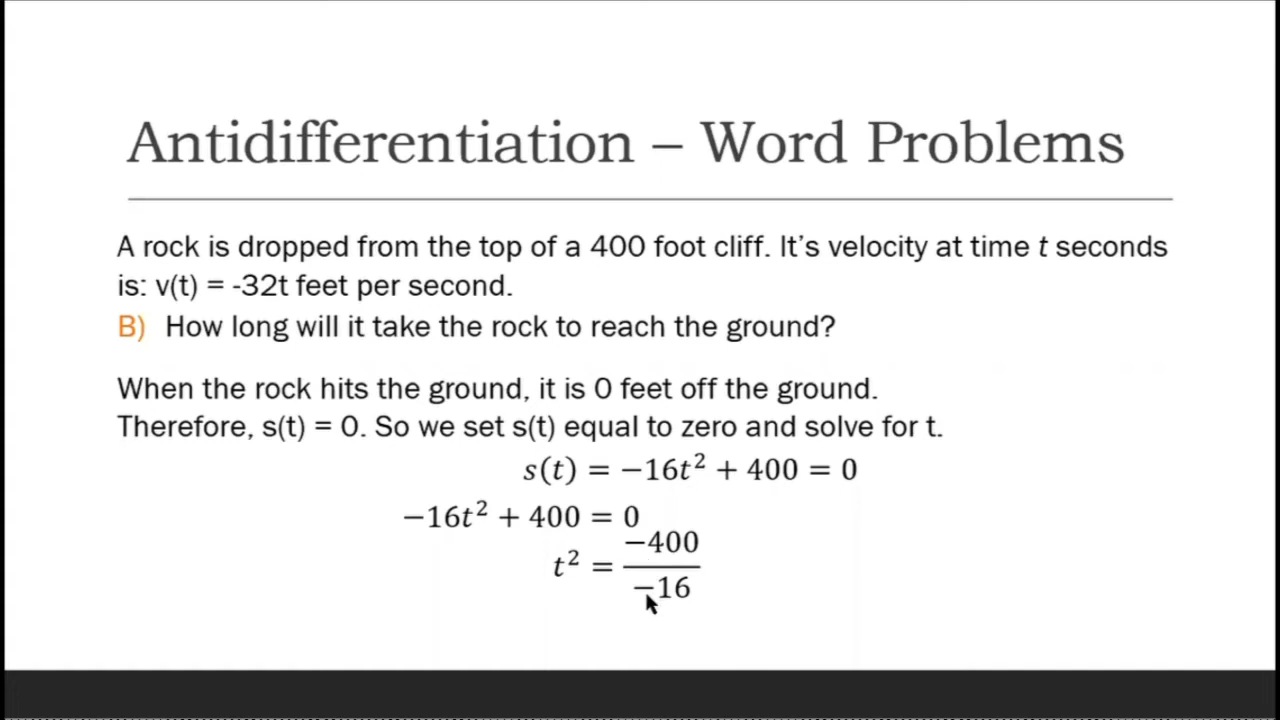 Antidifferentiation – Word Problems
A rock is dropped from the top of a 400 foot cliff. It’s velocity at time t seconds
is: v(t) = -32t feet per second.
B) How long will it take the rock to reach the ground?
When the rock hits the ground, it is 0 feet off the ground.
Therefore, s(t) = 0. So we set s(t) equal to zero and solve for t.
s(t) = −16t² + 400 = 0
−16t² + 400 = 0
t² = −400/−16